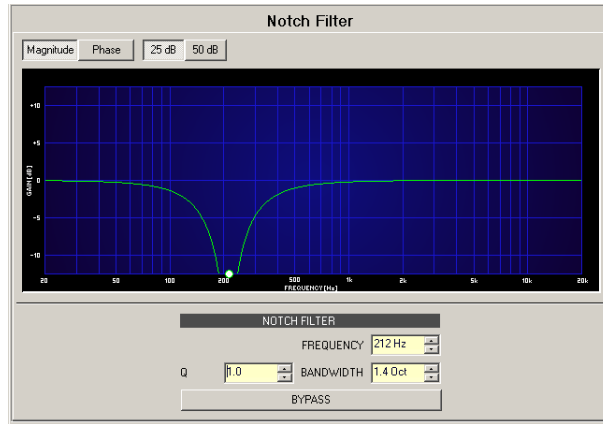 Notch Filter
Magnitude Phase 25 dB 50 dB
+10
+5
0
-5
-10
GAIN[dB]
20 50 100 200 500 1k 2k 5k 10k 20k
FREQUENCY[Hz]
NOTCH FILTER
FREQUENCY 212 Hz
Q 1.0 BANDWIDTH 1.4 Oct
BYPASS